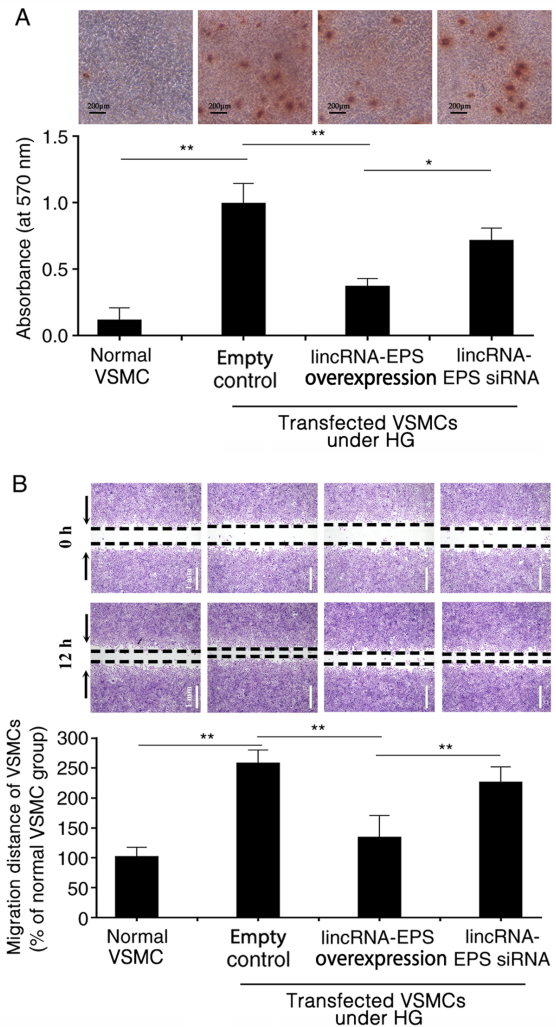 A
200μm
200μm
200μm
200μm
Absorbance (at 570 nm)
1.5
1.0
0.5
0.0
**
**
*
Normal
VSMC
Empty
control
lincRNA-EPS
overexpression
lincRNA-
EPS siRNA
Transfected VSMCs
under HG
B
0 h
1 mm
12 h
1 mm
Migration distance of VSMCs
(% of normal VSMC group)
300
250
200
150
100
50
0
**
**
**
Normal
VSMC
Empty
control
lincRNA-EPS
overexpression
lincRNA-
EPS siRNA
Transfected VSMCs
under HG